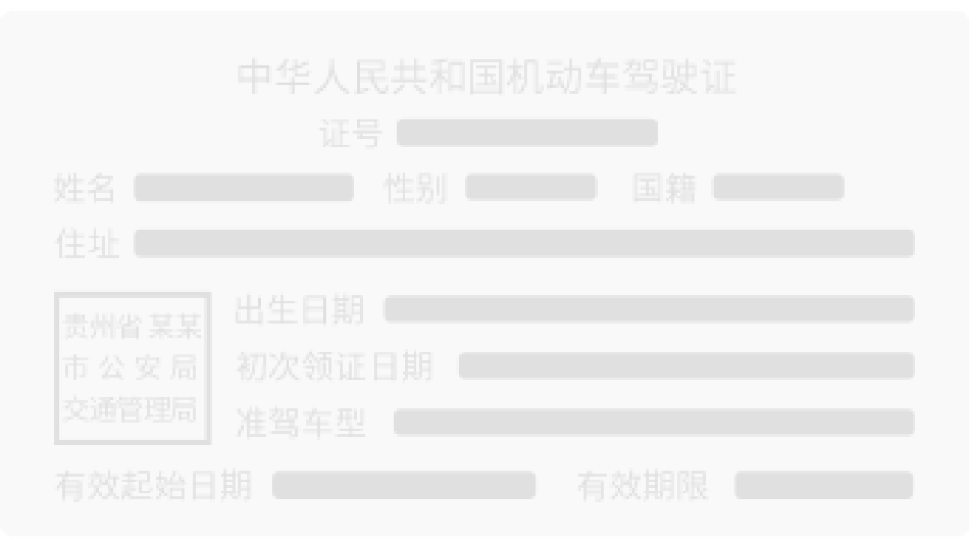 中华人民共和国机动车驾驶证
证号
姓名 性别 国籍
住址
出生日期
贵州省某某
市公安局
交通管理局
初次领证日期
准驾车型
有效起始日期 有效期限